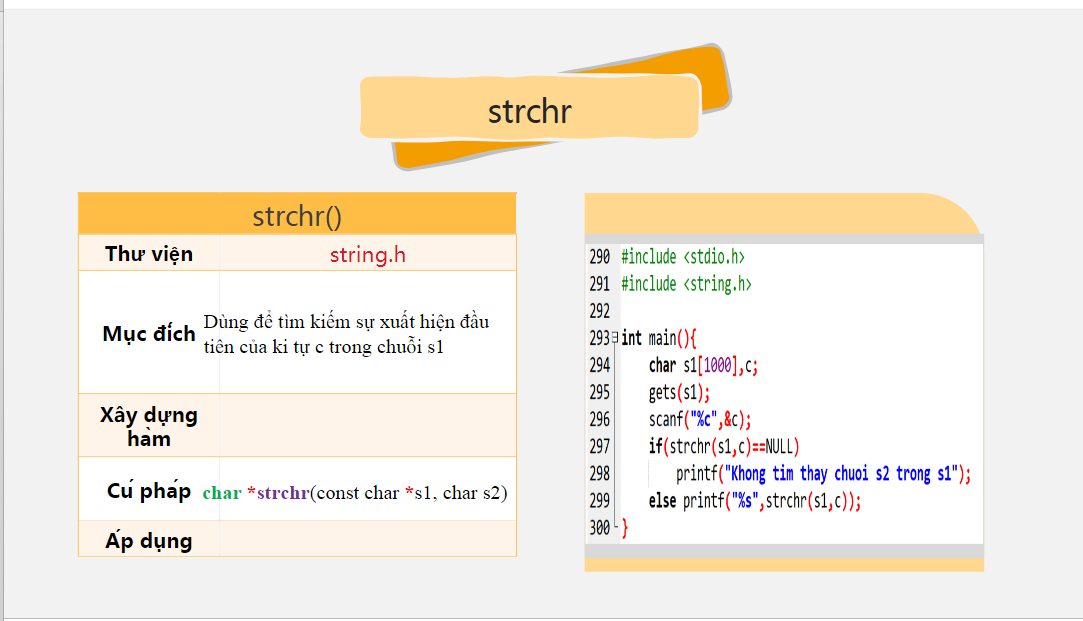 strchr
strchr()
Thư viện string.h
Mục đích Dùng để tìm kiếm sự xuất hiện đầu
tiên của kí tự c trong chuỗi s1
Xây dựng
hàm
Cú pháp char *strchr(const char *s1, char s2)
Áp dụng
290 #include <stdio.h>
291 #include <string.h>
292
293 int main(){
294 char s1[1000],c;
295 gets(s1);
296 scanf("%c",&c);
297 if(strchr(s1,c)==NULL)
298 printf("Khong tim thay chuoi s2 trong s1");
299 else printf("%s",strchr(s1,c));
300 }